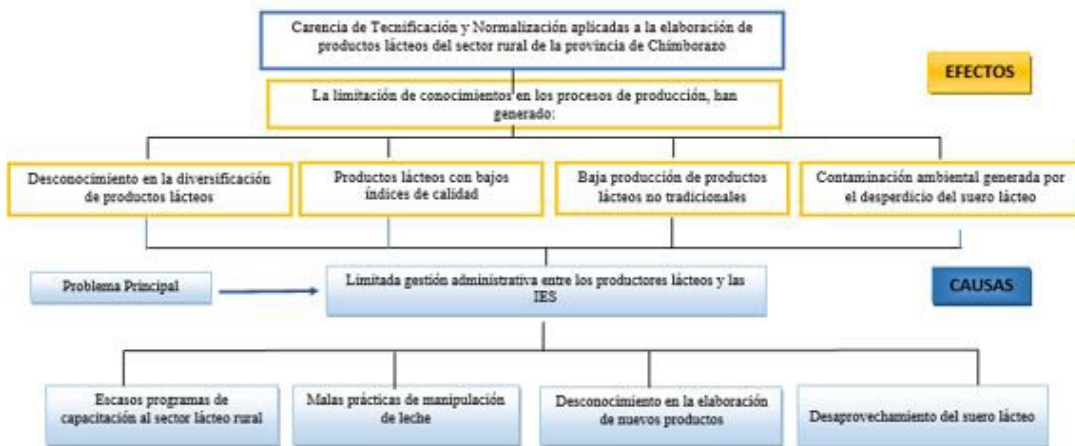 Carencia de Tecnificación y Normalización aplicadas a la elaboración de
productos lácteos del sector rural de la provincia de Chimborazo
EFECTOS
La limitación de conocimientos en los procesos de producción, han
generado:
Desconocimiento en la diversificación
de productos lácteos
Productos lácteos con bajos
índices de calidad
Baja producción de productos
lácteos no tradicionales
Contaminación ambiental generada por
el desperdicio del suero lácteo
Problema Principal
Limitada gestión administrativa entre los productores lácteos y las
IES
CAUSAS
Escasos programas de
capacitación al sector lácteo rural
Malas prácticas de manipulación
de leche
Desconocimiento en la elaboración
de nuevos productos
Desaprovechamiento del suero lácteo